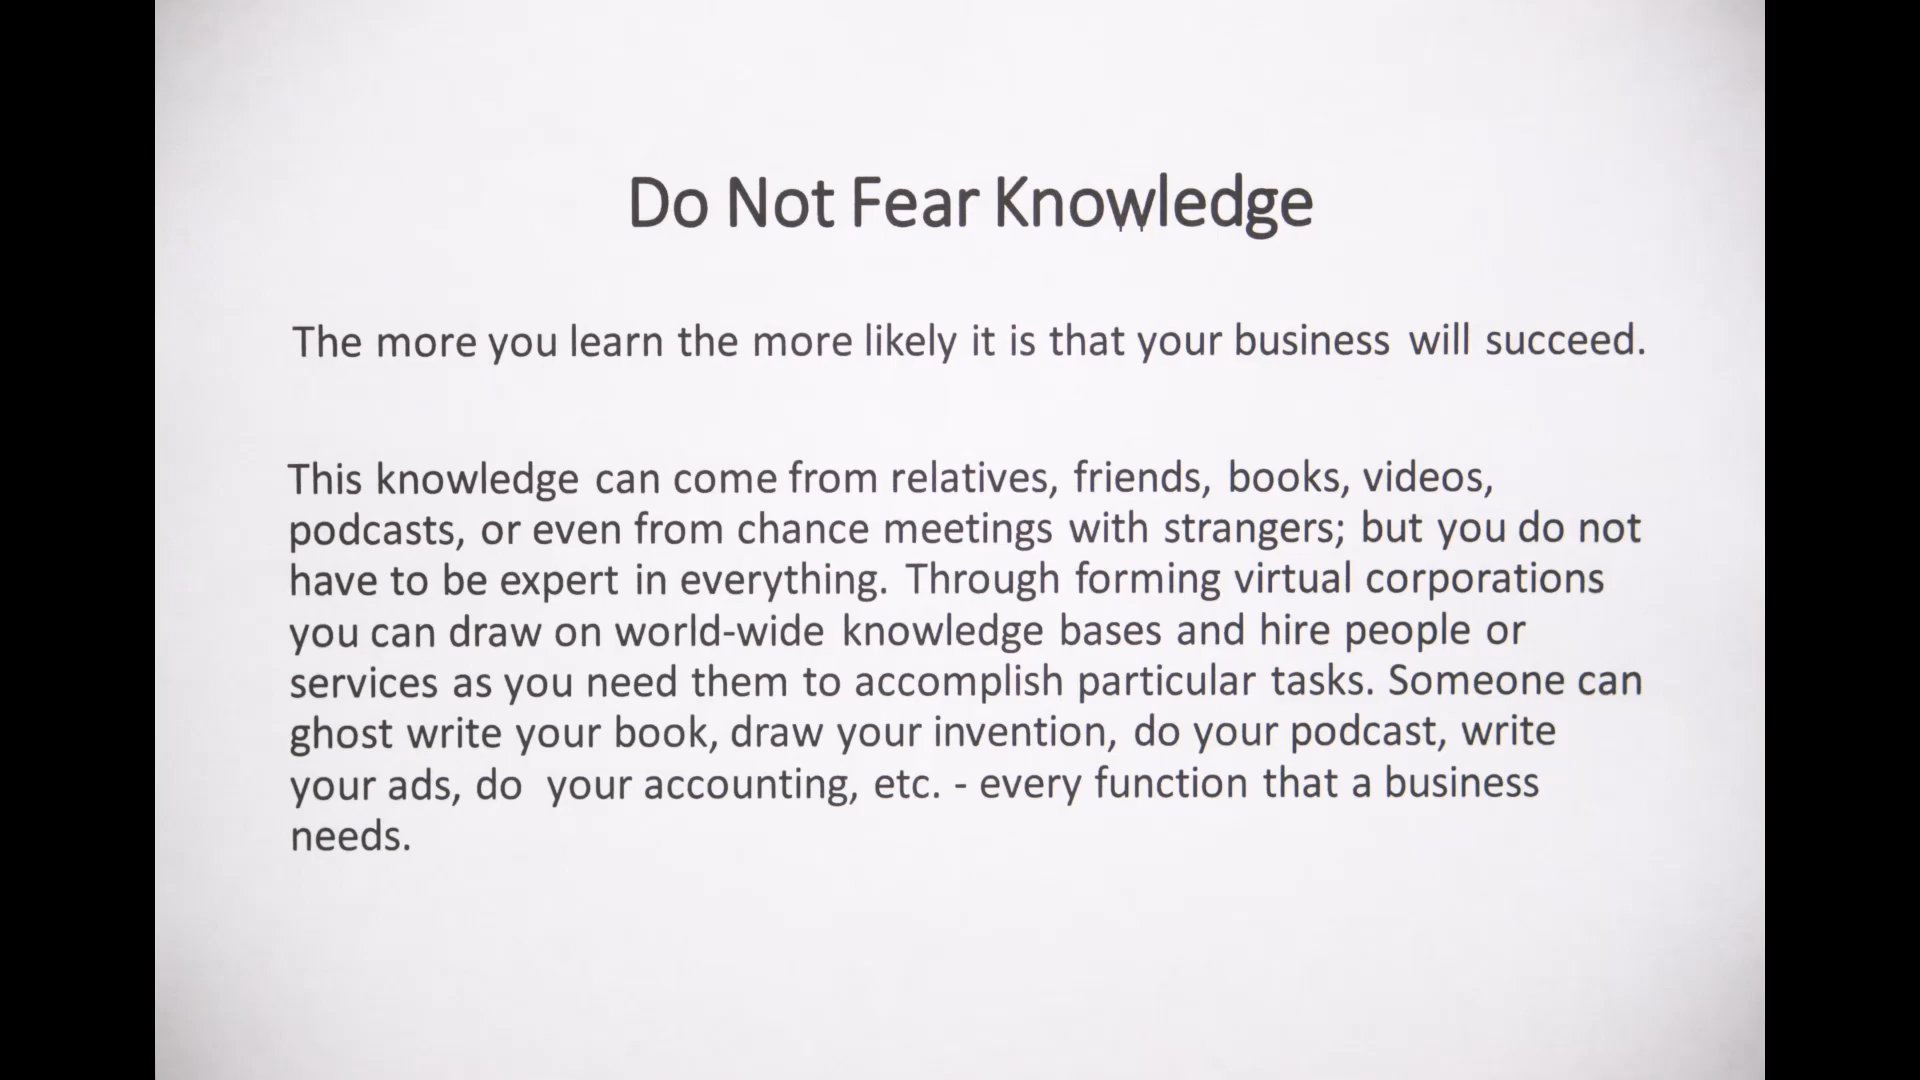 Do Not Fear Knowledge
The more you learn the more likely it is that your business will succeed.
This knowledge can come from relatives, friends, books, videos,
podcasts, or even from chance meetings with strangers; but you do not
have to be expert in everything. Through forming virtual corporations
you can draw on world-wide knowledge bases and hire people or
services as you need them to accomplish particular tasks. Someone can
ghost write your book, draw your invention, do your podcast, write
your ads, do your accounting, etc. - every function that a business
needs.